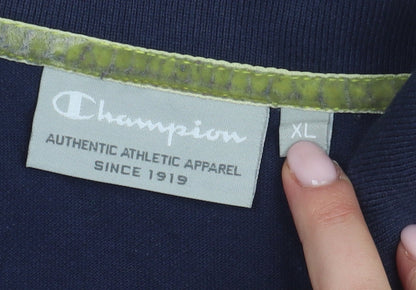 Champion
AUTHENTIC ATHLETIC APPAREL
SINCE 1919
XL